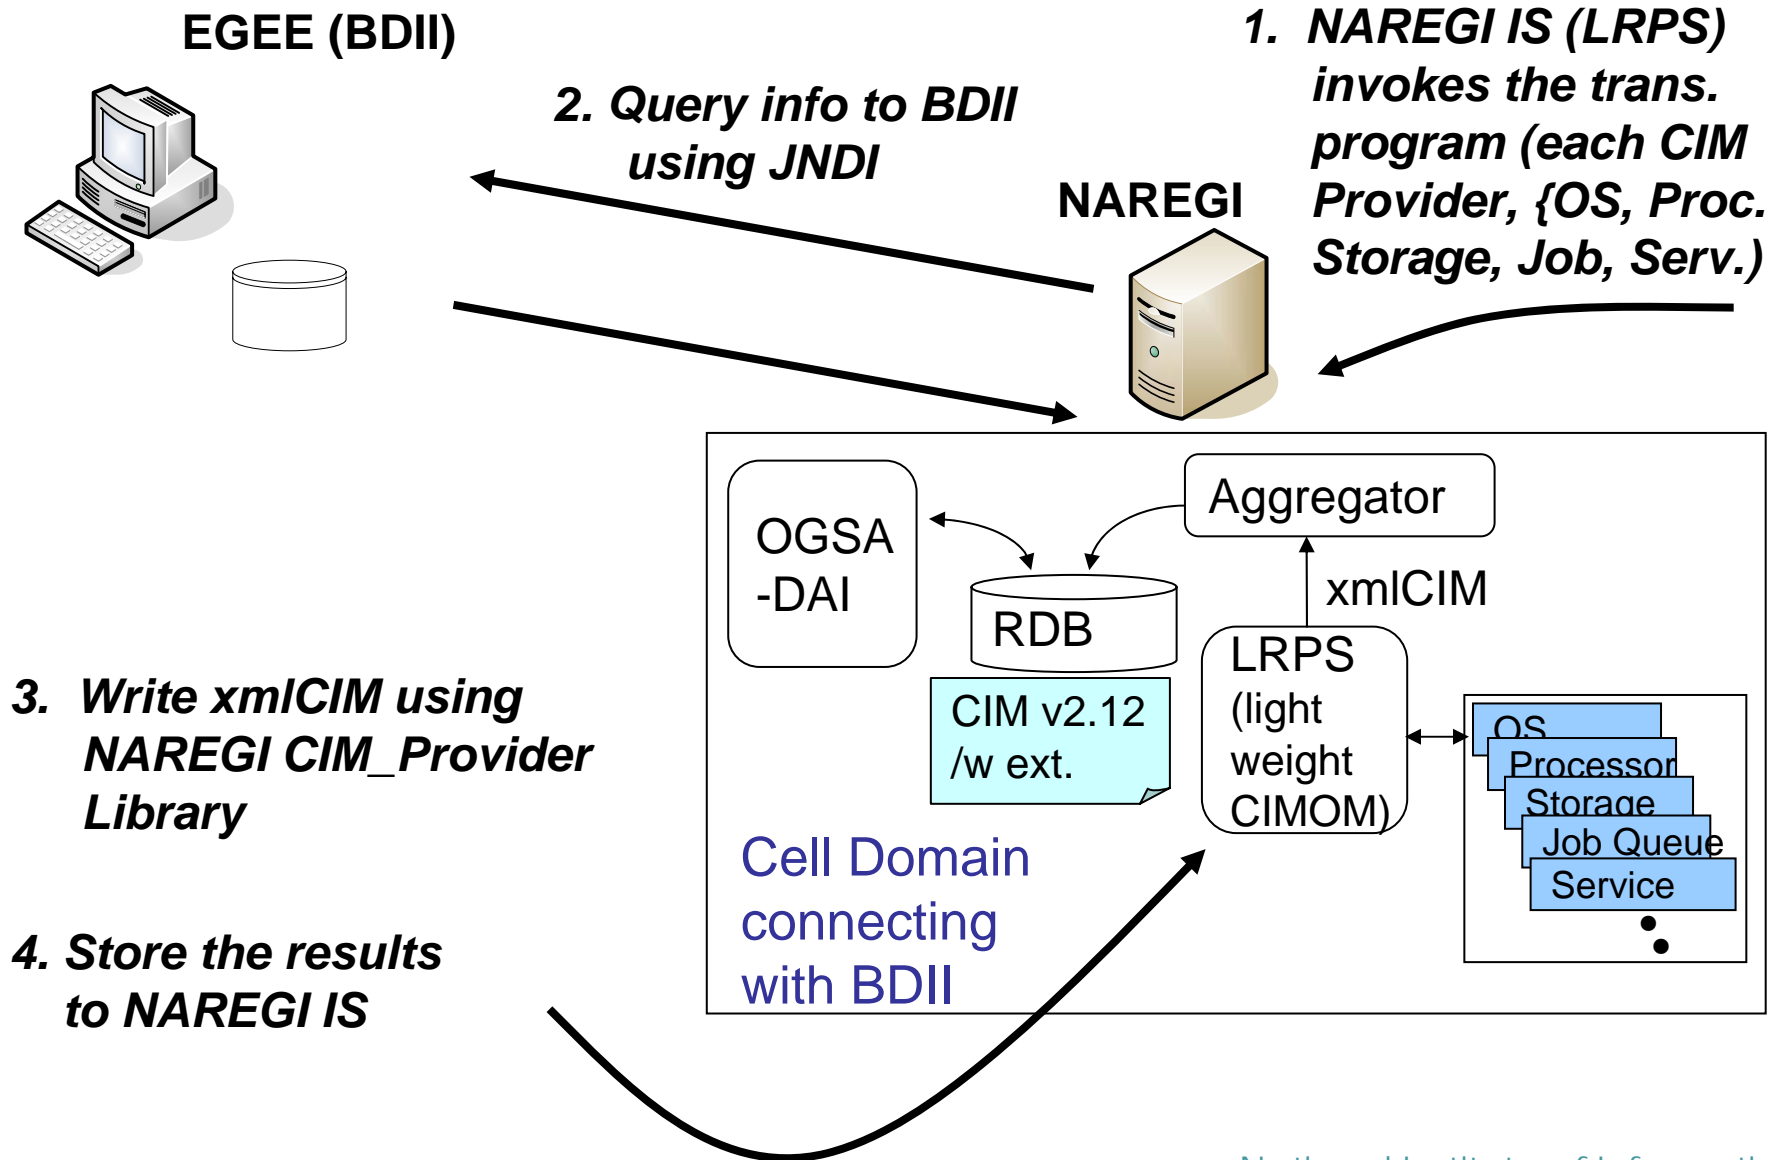 EGEE (BDII)
1. NAREGI IS (LRPS)
invokes the trans.
program (each CIM
Provider, {OS, Proc.
Storage, Job, Serv.)
2. Query info to BDII
using JNDI
NAREGI
OGSA
-DAI
Aggregator
RDB
xmlCIM
CIM v2.12
/w ext.
LRPS
(light
weight
CIMOM)
OS
Processor
Storage
Job Queue
Service
Cell Domain
connecting
with BDII
3. Write xmlCIM using
NAREGI CIM_Provider
Library
4. Store the results
to NAREGI IS